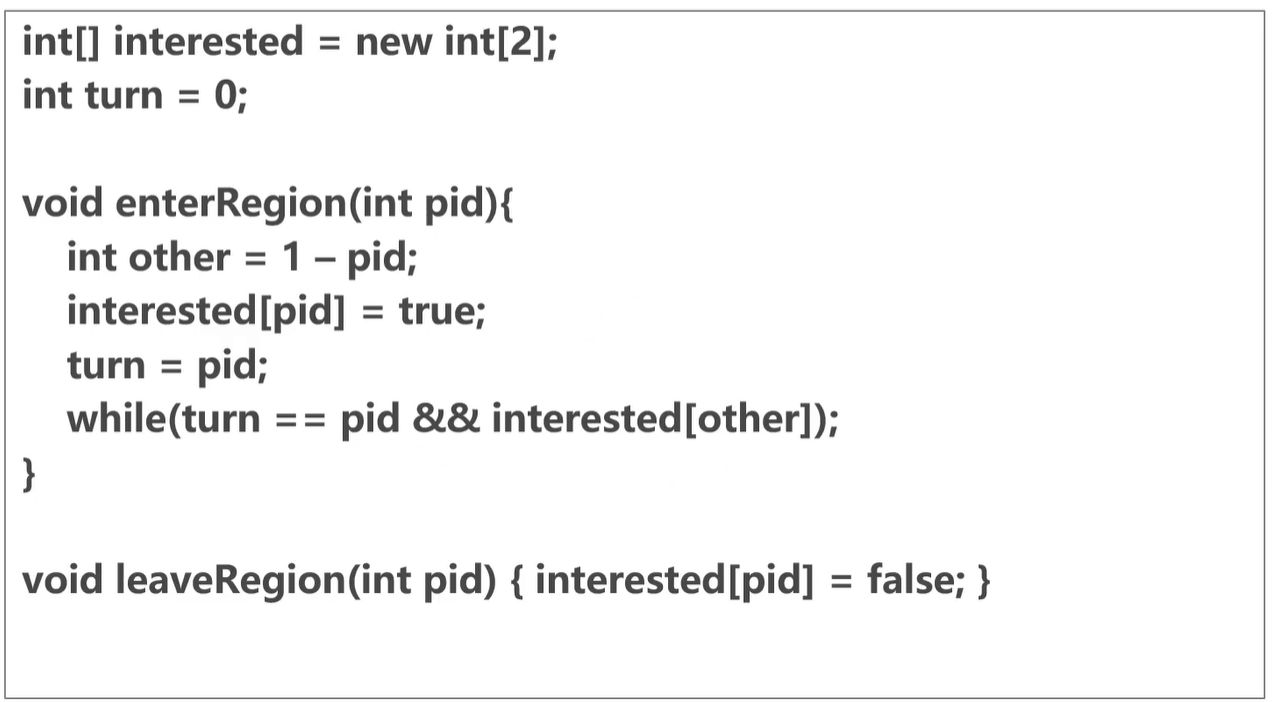 int[] interested = new int[2];
int turn = 0;
void enterRegion(int pid){
int other = 1 – pid;
interested[pid] = true;
turn = pid;
while(turn == pid && interested[other]);
}
void leaveRegion(int pid) { interested[pid] = false; }